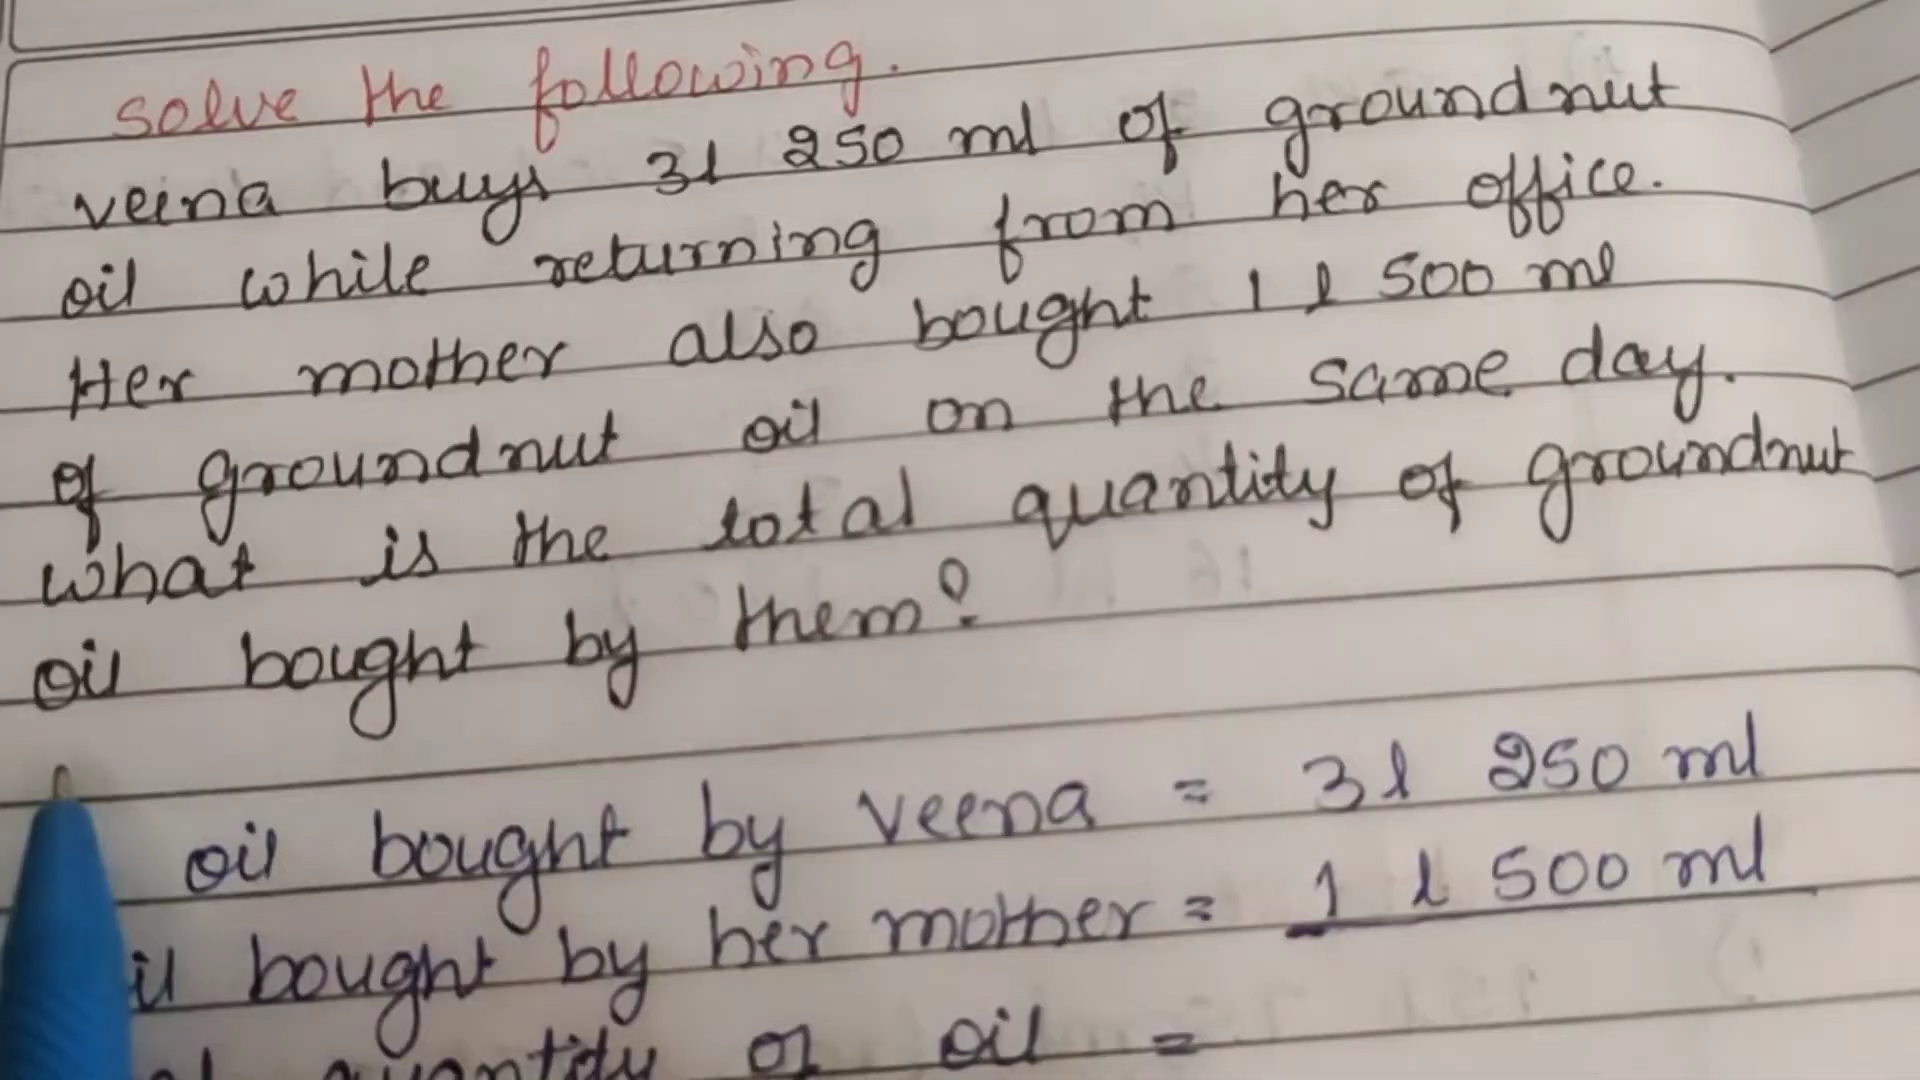 solve the following.
veena buys 3l 250 ml of groundnut
oil while returning from her office.
Her mother also bought 1 l 500 ml
of groundnut oil on the same day.
what is the total quantity of groundnut
oil bought by them?
oil bought by veena = 3l 250 ml
bought by her mother = 1 l 500 ml
quantity of oil =